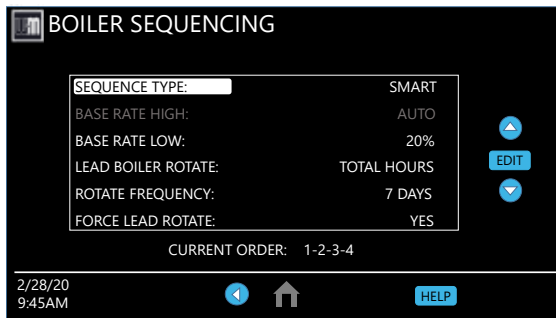 BOILER SEQUENCING
SEQUENCE TYPE: SMART
BASE RATE HIGH: AUTO
BASE RATE LOW: 20%
LEAD BOILER ROTATE: TOTAL HOURS
ROTATE FREQUENCY: 7 DAYS
FORCE LEAD ROTATE: YES
EDIT
CURRENT ORDER: 1-2-3-4
2/28/20
9:45AM
HELP